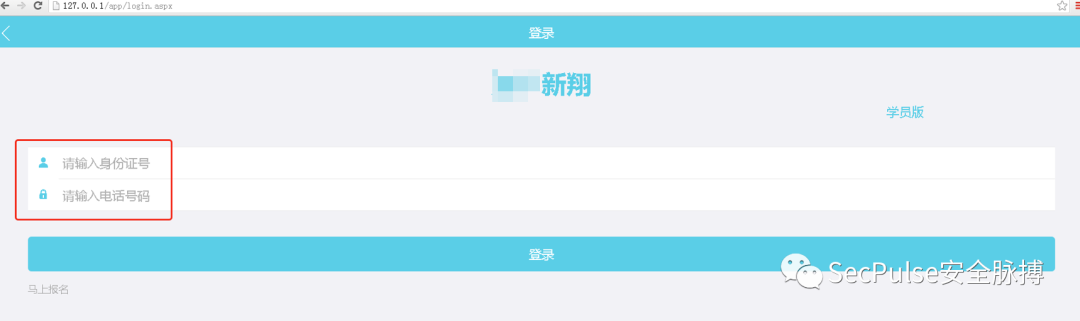 127.0.0.1/app/login.aspx
登录
新翔
学员版
请输入身份证号
请输入电话号码
登录
SecPulse安全脉搏
马上报名